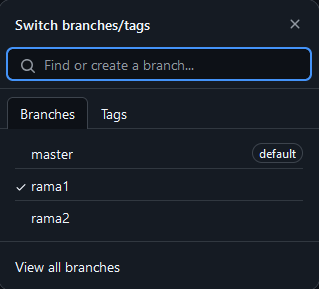 Switch branches/tags
Find or create a branch...
Branches Tags
master default
rama1
rama2
View all branches